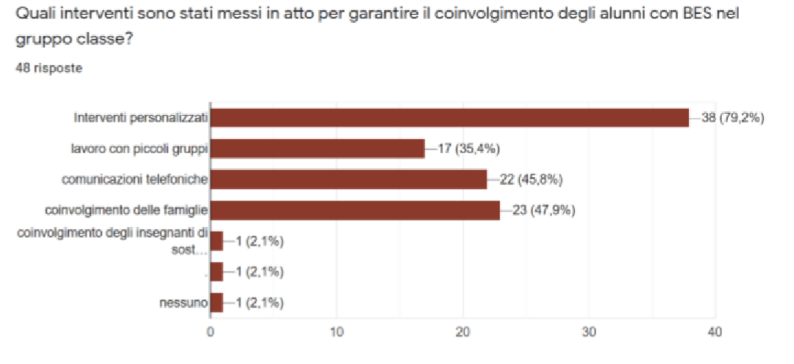 Quali interventi sono stati messi in atto per garantire il coinvolgimento degli alunni con BES nel
gruppo classe?
48 risposte
Interventi personalizzati 38 (79,2%)
lavoro con piccoli gruppi 17 (35,4%)
comunicazioni telefoniche 22 (45,8%)
coinvolgimento delle famiglie 23 (47,9%)
coinvolgimento degli insegnanti di
sost... 1 (2,1%)
. 1 (2,1%)
nessuno 1 (2,1%)
0 10 20 30 40